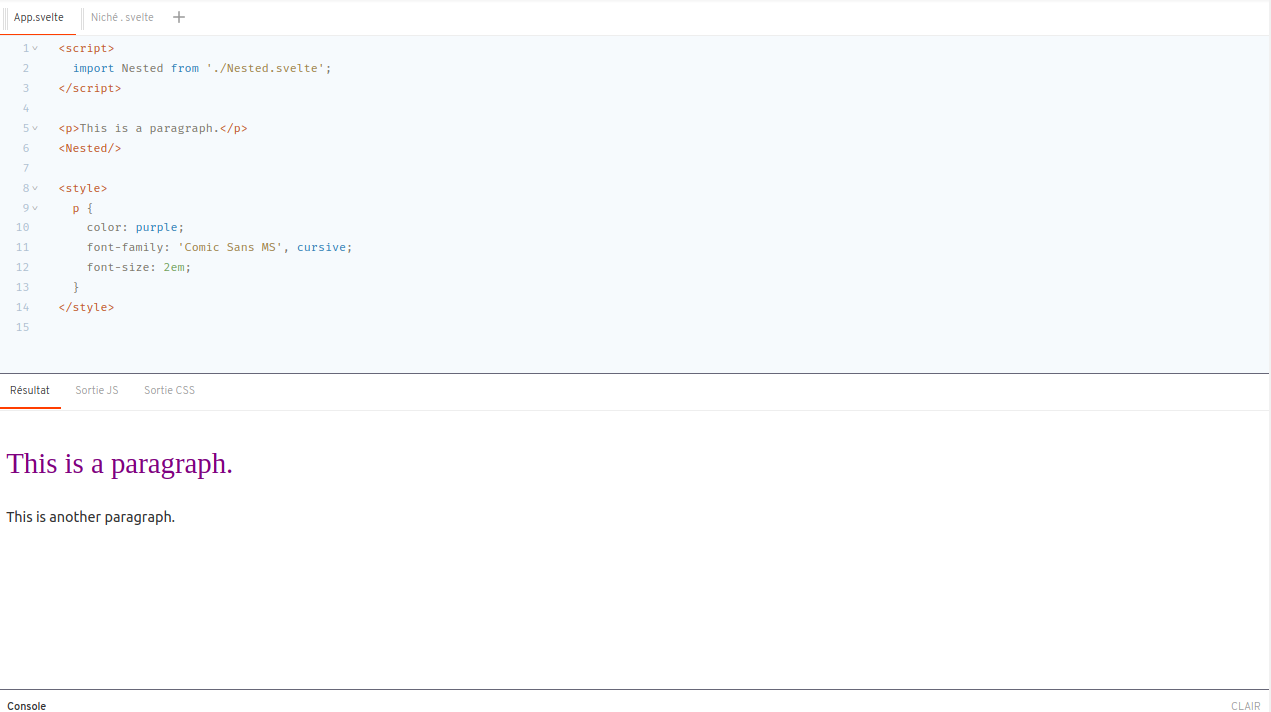 App.svelte Niché . svelte +
1 <script>
2 import Nested from './Nested.svelte';
3 </script>
4
5 <p>This is a paragraph.</p>
6 <Nested/>
7
8 <style>
9 p {
10 color: purple;
11 font-family: 'Comic Sans MS', cursive;
12 font-size: 2em;
13 }
14 </style>
15
Résultat Sortie JS Sortie CSS
This is a paragraph.
This is another paragraph.
Console CLAIR